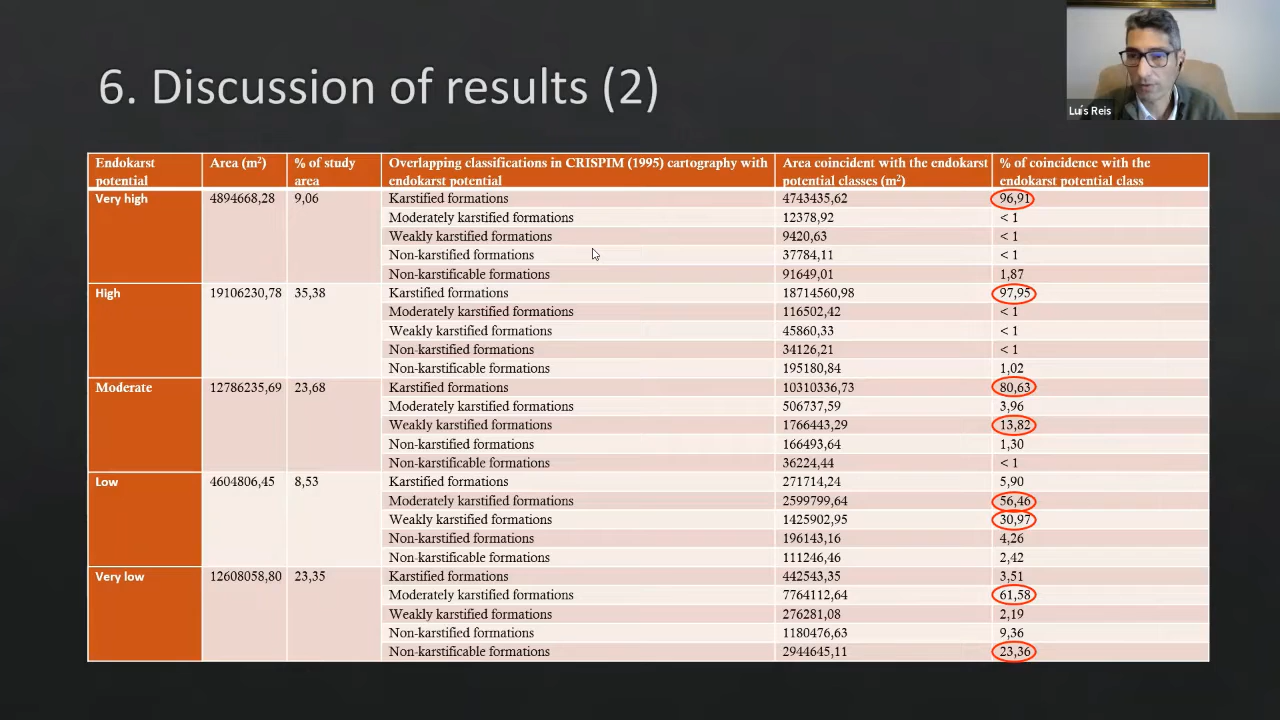 6. Discussion of results (2)
Luís Reis
Endokarst potential | Area (m²) | % of study area | Overlapping classifications in CRISPIM (1995) cartography with endokarst potential | Area coincident with the endokarst potential classes (m²) | % of coincidence with the endokarst potential class
Very high | 4894668,28 | 9,06 | Karstified formations | 4743435,62 | 96,91
Moderately karstified formations | 12378,92 | < 1
Weakly karstified formations | 9420,63 | < 1
Non-karstified formations | 37784,11 | < 1
Non-karstificable formations | 91649,01 | 1,87
High | 19106230,78 | 35,38 | Karstified formations | 18714560,98 | 97,95
Moderately karstified formations | 116502,42 | < 1
Weakly karstified formations | 45860,33 | < 1
Non-karstified formations | 34126,21 | < 1
Non-karstificable formations | 195180,84 | 1,02
Moderate | 12786235,69 | 23,68 | Karstified formations | 10310336,73 | 80,63
Moderately karstified formations | 506737,59 | 3,96
Weakly karstified formations | 1766443,29 | 13,82
Non-karstified formations | 166493,64 | 1,30
Non-karstificable formations | 36224,44 | < 1
Low | 4604806,45 | 8,53 | Karstified formations | 271714,24 | 5,90
Moderately karstified formations | 2599799,64 | 56,46
Weakly karstified formations | 1425902,95 | 30,97
Non-karstified formations | 196143,16 | 4,26
Non-karstificable formations | 111246,46 | 2,42
Very low | 12608058,80 | 23,35 | Karstified formations | 442543,35 | 3,51
Moderately karstified formations | 7764112,64 | 61,58
Weakly karstified formations | 276281,08 | 2,19
Non-karstified formations | 1180476,63 | 9,36
Non-karstificable formations | 2944645,11 | 23,36